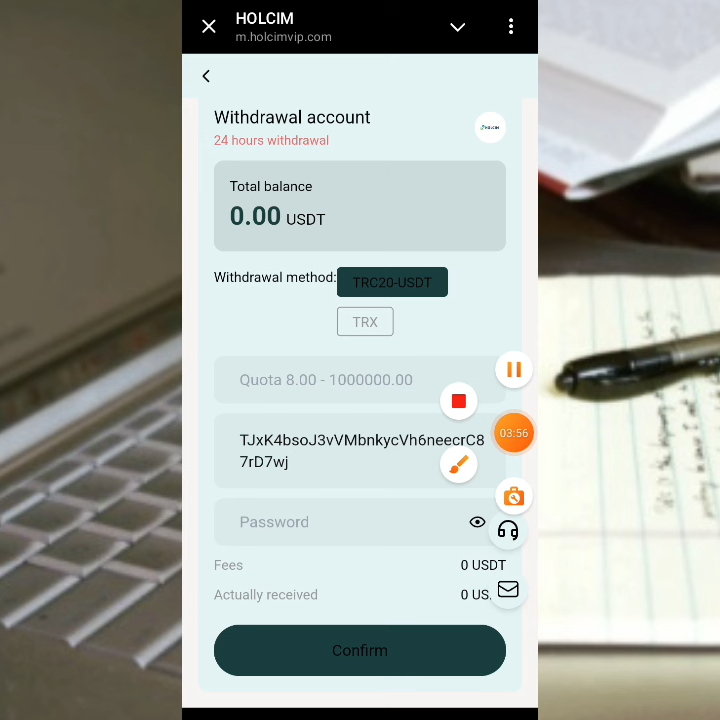 HOLCIM
m.holcimvip.com
Withdrawal account
24 hours withdrawal
HOLCIM
Total balance
0.00 USDT
Withdrawal method: TRC20-USDT
TRX
Quota 8.00 - 1000000.00
TJxK4bsoJ3vVMbnkycVh6neecrC8
7rD7wj
03:56
Password
Fees 0 USDT
Actually received 0 US
Confirm